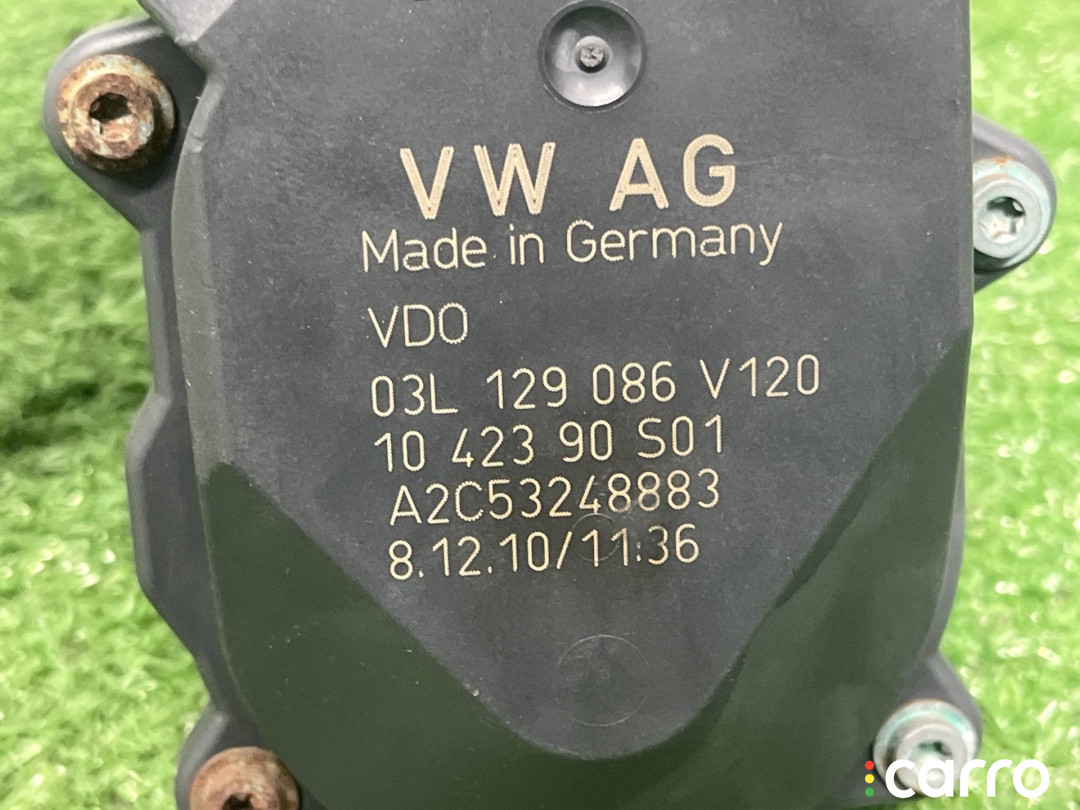 VW AG
Made in Germany
VDO
03L 129 086 V120
10 423 90 S01
A2C53248883
8.12.10/11:36
carro